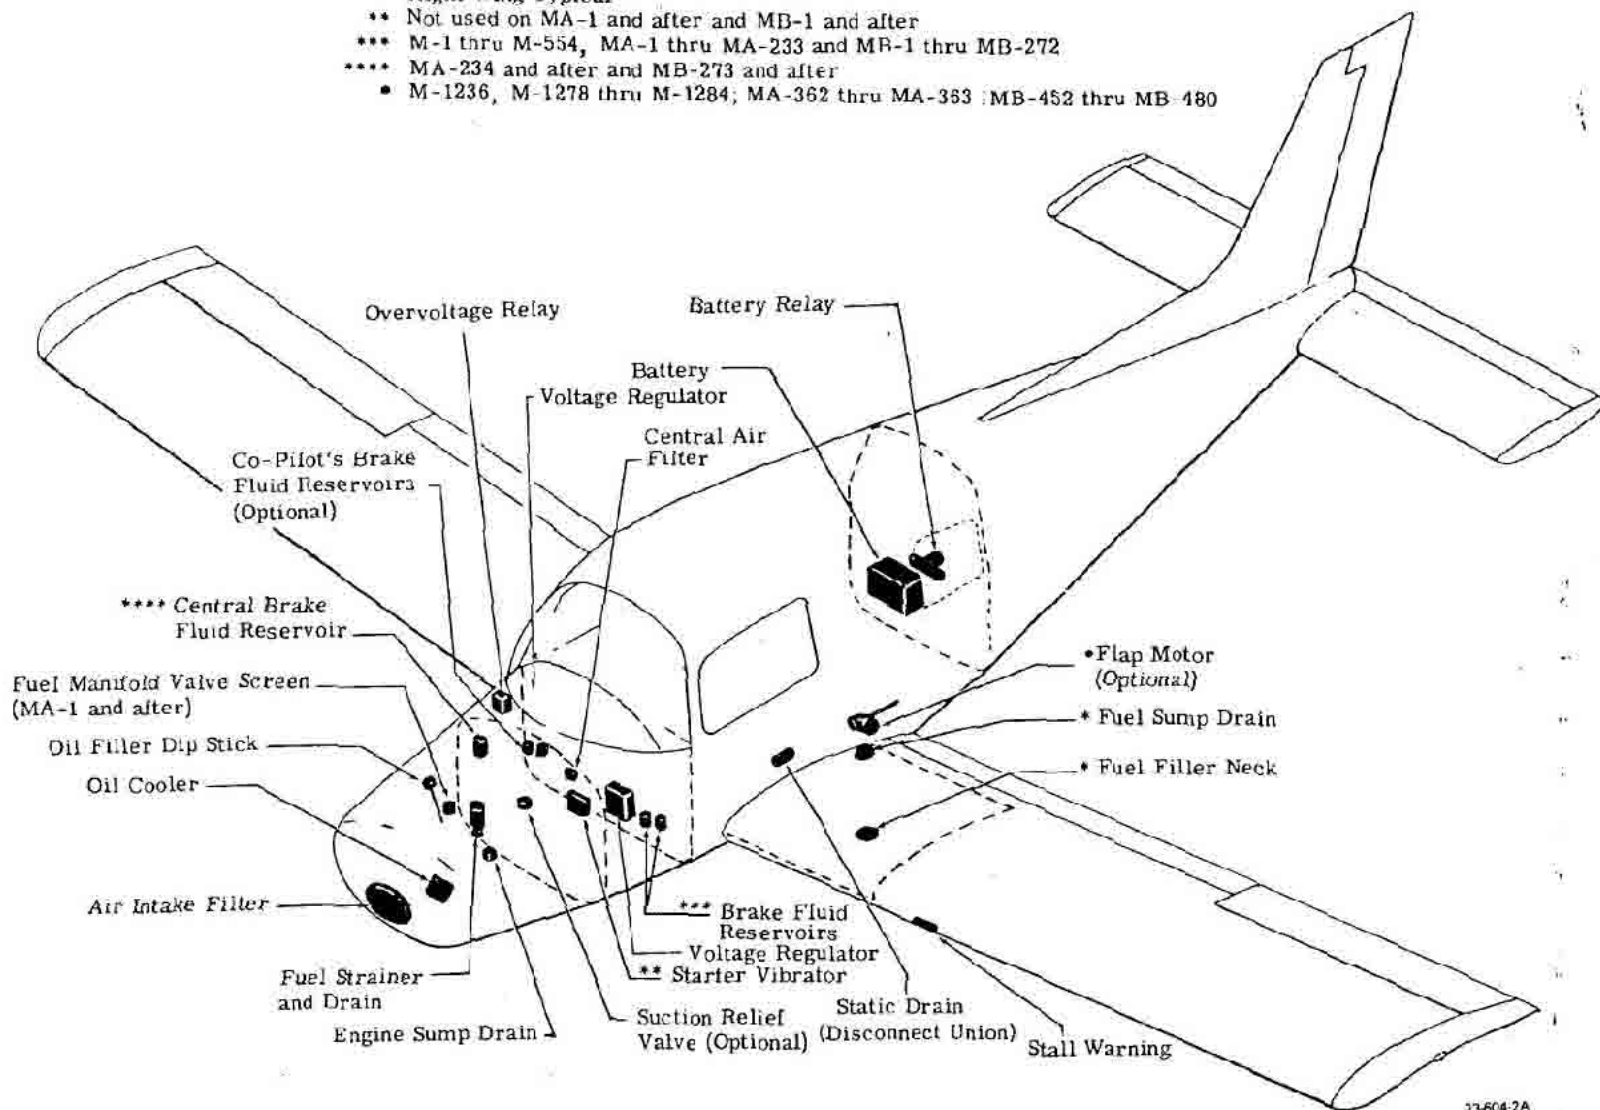 ** Not used on MA-1 and after and MB-1 and after
*** M-1 thru M-554, MA-1 thru MA-233 and MB-1 thru MB-272
**** MA-234 and after and MB-273 and after
• M-1236, M-1278 thru M-1284; MA-362 thru MA-363 MB-452 thru MB 480
Overvoltage Relay
Battery Relay
Battery
Voltage Regulator
Central Air
Filter
Co-Pilot's Brake
Fluid Reservoirs
(Optional)
**** Central Brake
Fluid Reservoir
Fuel Manifold Valve Screen
(MA-1 and after)
Oil Filler Dip Stick
Oil Cooler
Air Intake Filter
Fuel Strainer
and Drain
Engine Sump Drain
•Flap Motor
(Optional)
* Fuel Sump Drain
* Fuel Filler Neck
*** Brake Fluid
Reservoirs
Voltage Regulator
** Starter Vibrator
Suction Relief
Valve (Optional)
Static Drain
(Disconnect Union)
Stall Warning